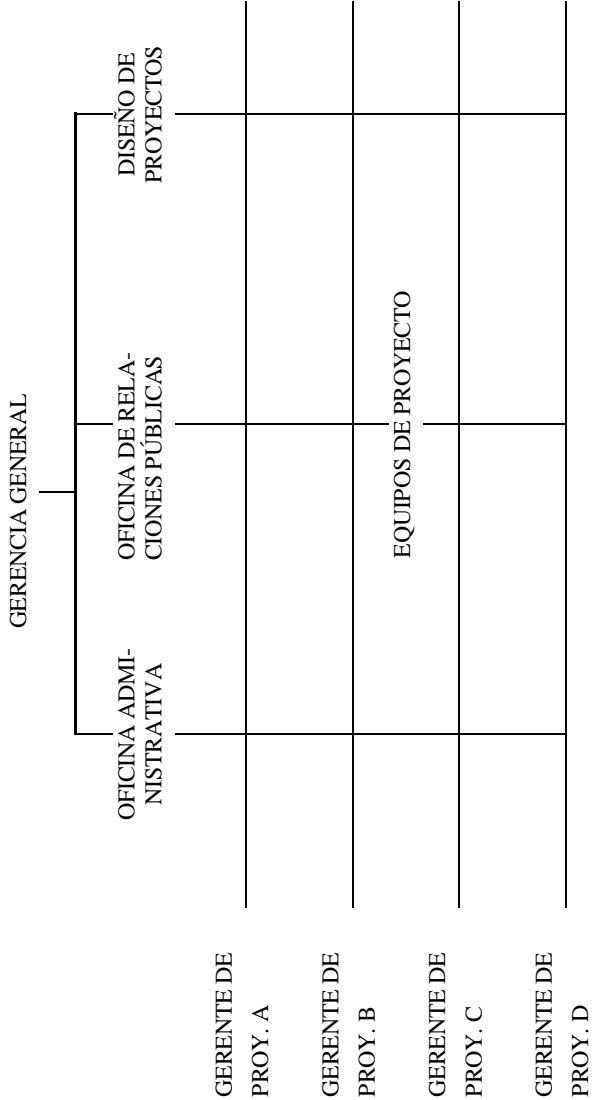 GERENCIA GENERAL
OFICINA ADMI-
NISTRATIVA
OFICINA DE RELA-
CIONES PÚBLICAS
DISEÑO DE
PROYECTOS
GERENTE DE
PROY. A
GERENTE DE
PROY. B
EQUIPOS DE PROYECTO
GERENTE DE
PROY. C
GERENTE DE
PROY. D